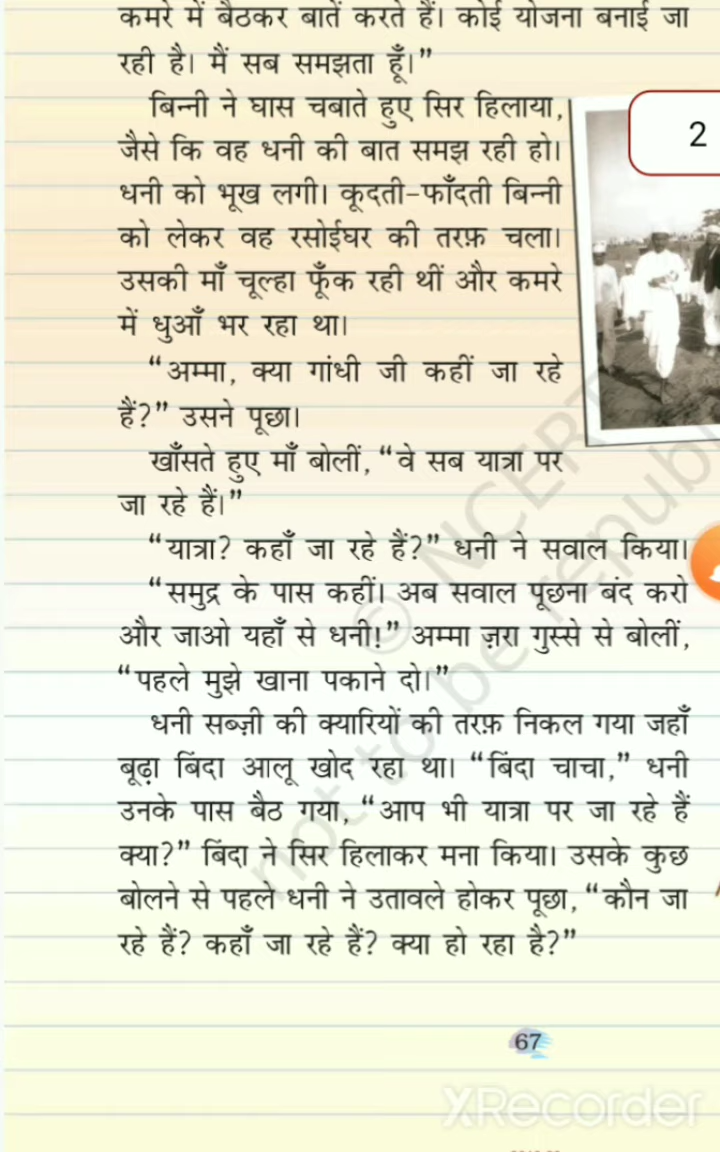 कमरे में बैठकर बातें करते हैं। कोई योजना बनाई जा
रही है। मैं सब समझता हूँ।”
बिन्नी ने घास चबाते हुए सिर हिलाया,
जैसे कि वह धनी की बात समझ रही हो।
धनी को भूख लगी। कूदती-फाँदती बिन्नी
को लेकर वह रसोईघर की तरफ़ चला।
उसकी माँ चूल्हा फूँक रही थीं और कमरे
में धुआँ भर रहा था।
“अम्मा, क्या गांधी जी कहीं जा रहे
हैं?” उसने पूछा।
खाँसते हुए माँ बोलीं, “वे सब यात्रा पर
जा रहे हैं।”
“यात्रा? कहाँ जा रहे हैं?” धनी ने सवाल किया।
“समुद्र के पास कहीं। अब सवाल पूछना बंद करो
और जाओ यहाँ से धनी!” अम्मा ज़रा गुस्से से बोलीं,
“पहले मुझे खाना पकाने दो।”
धनी सब्ज़ी की क्यारियों की तरफ़ निकल गया जहाँ
बूढ़ा बिंदा आलू खोद रहा था। “बिंदा चाचा,” धनी
उनके पास बैठ गया, “आप भी यात्रा पर जा रहे हैं
क्या?” बिंदा ने सिर हिलाकर मना किया। उसके कुछ
बोलने से पहले धनी ने उतावले होकर पूछा, “कौन जा
रहे हैं? कहाँ जा रहे हैं? क्या हो रहा है?”
2
© NCERT
not to be republ
67
XRecorder